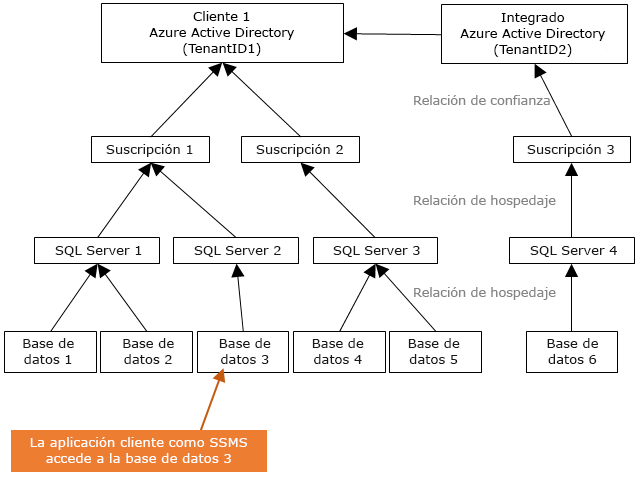 Cliente 1
Azure Active Directory
(TenantID1)
Integrado
Azure Active Directory
(TenantID2)
Relación de confianza
Suscripción 1
Suscripción 2
Suscripción 3
Relación de hospedaje
SQL Server 1
SQL Server 2
SQL Server 3
SQL Server 4
Relación de hospedaje
Base de
datos 1
Base de
datos 2
Base de
datos 3
Base de
datos 4
Base de
datos 5
Base de
datos 6
La aplicación cliente como SSMS
accede a la base de datos 3